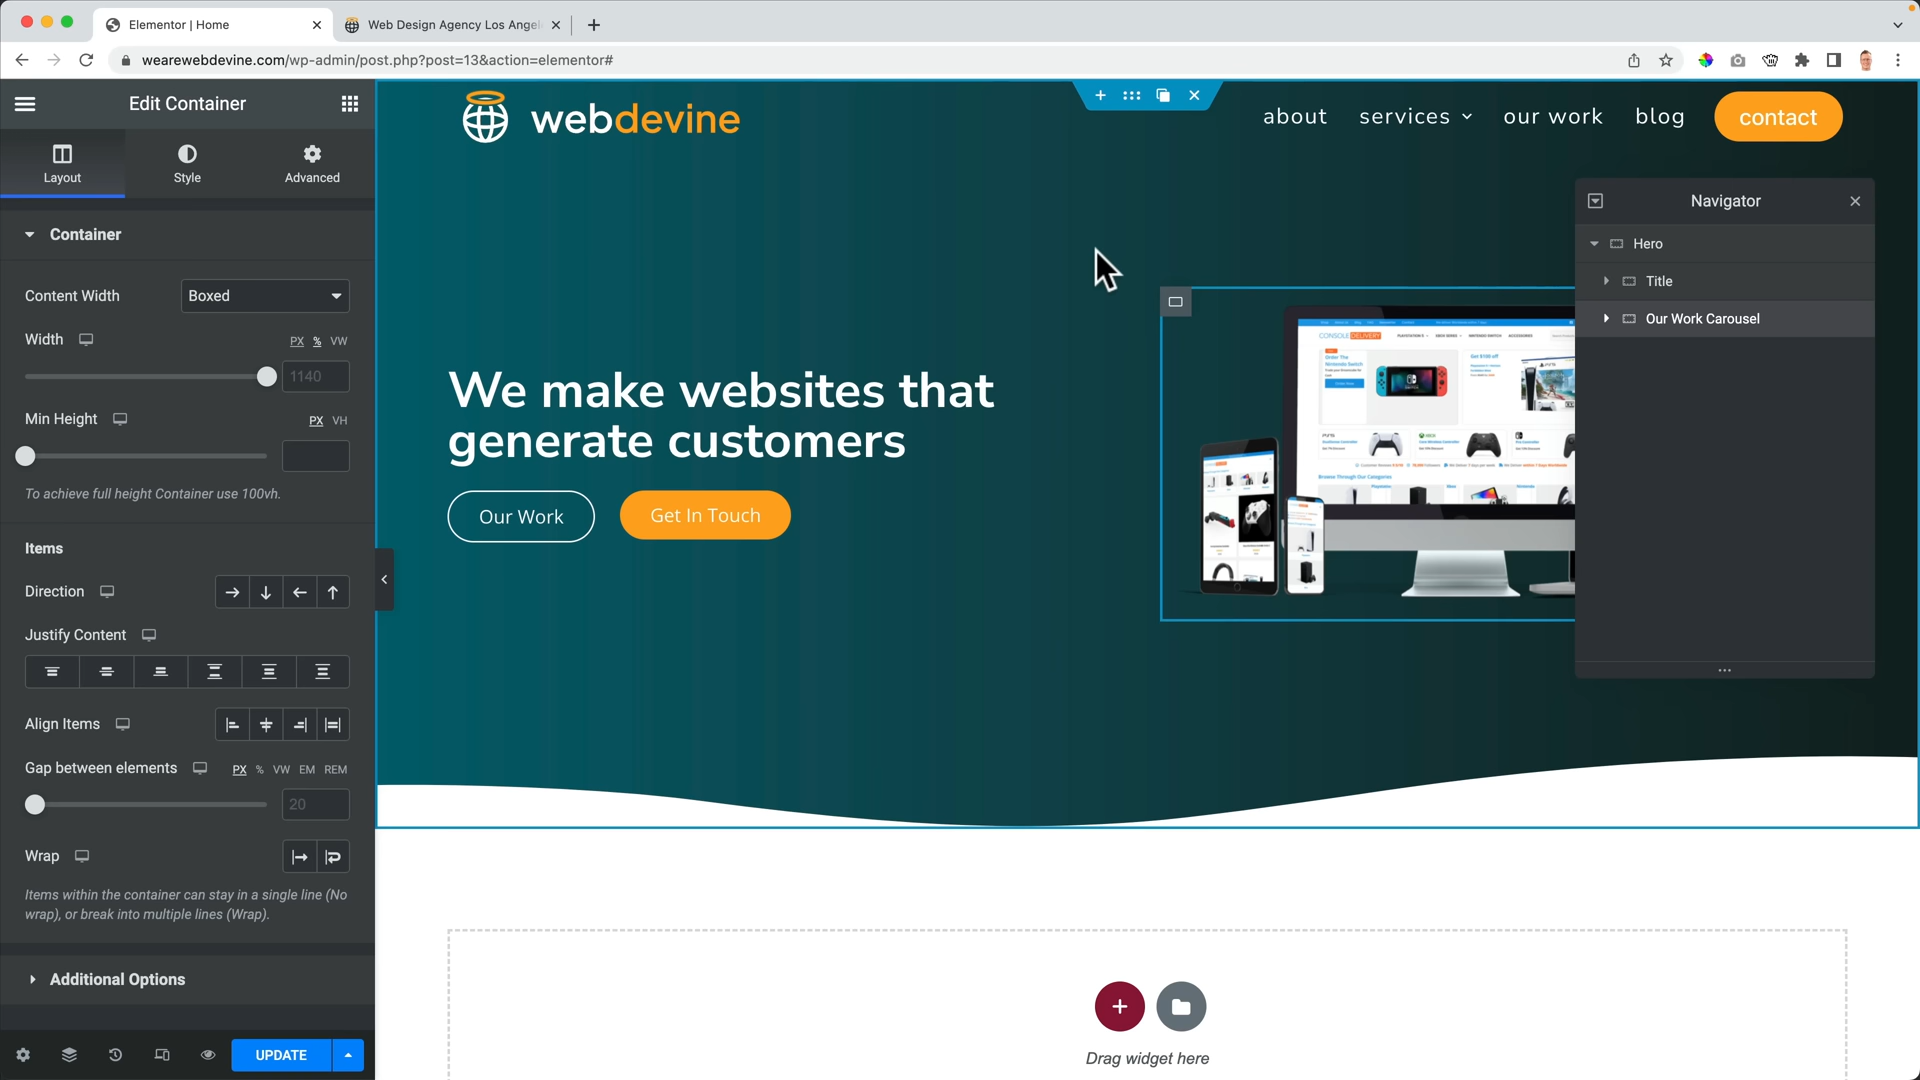 Elementor | Home
Web Design Agency Los Angel
wearewebdevine.com/wp-admin/post.php?post=13&action=elementor#
Edit Container
Layout
Style
Advanced
Container
Content Width
Boxed
Width
PX % VW
1140
Min Height
PX VH
To achieve full height Container use 100vh.
Items
Direction
Justify Content
Align Items
Gap between elements
PX % VW EM REM
20
Wrap
Items within the container can stay in a single line (No
wrap), or break into multiple lines (Wrap).
Additional Options
UPDATE
webdevine
about services our work blog contact
We make websites that
generate customers
Our Work
Get In Touch
CONSOLE DELIVERY
Navigator
Hero
Title
Our Work Carousel
Drag widget here